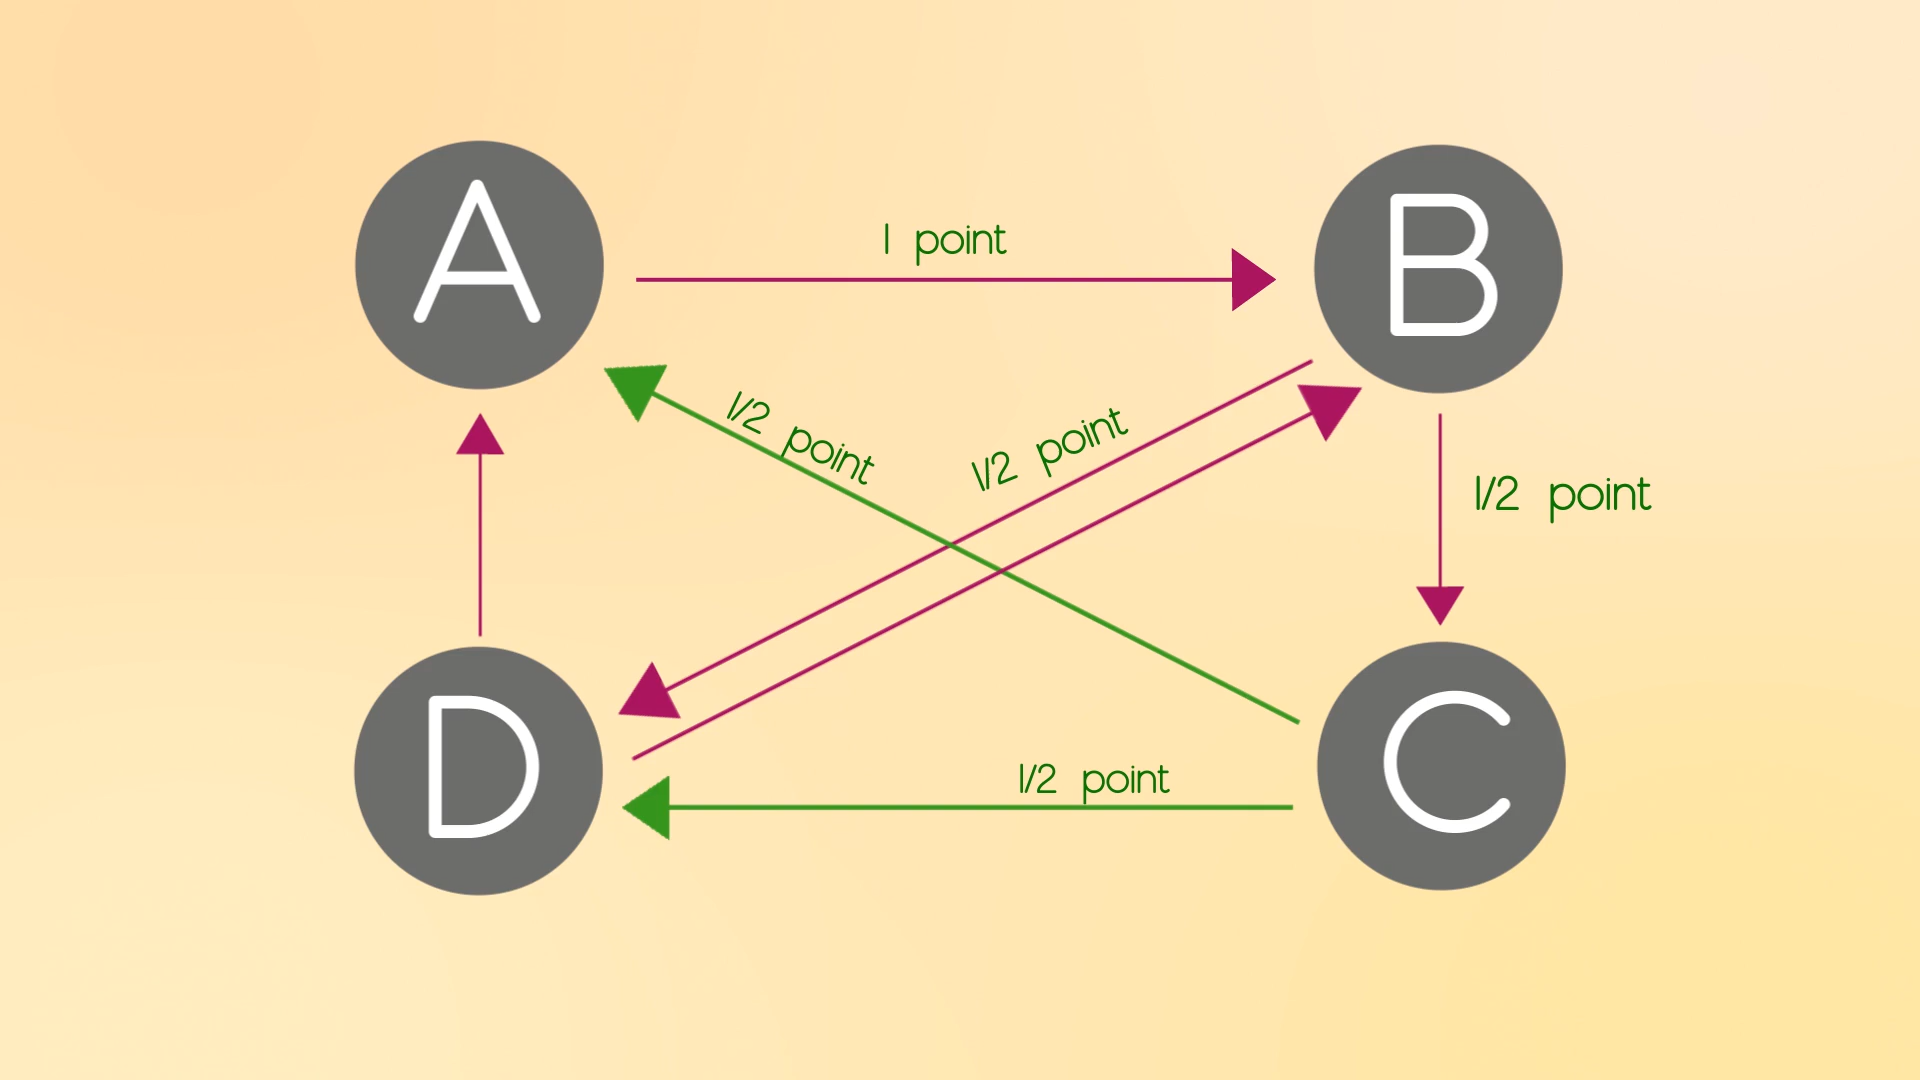 A
1 point
B
1/2 point
1/2 point
1/2 point
D
1/2 point
C